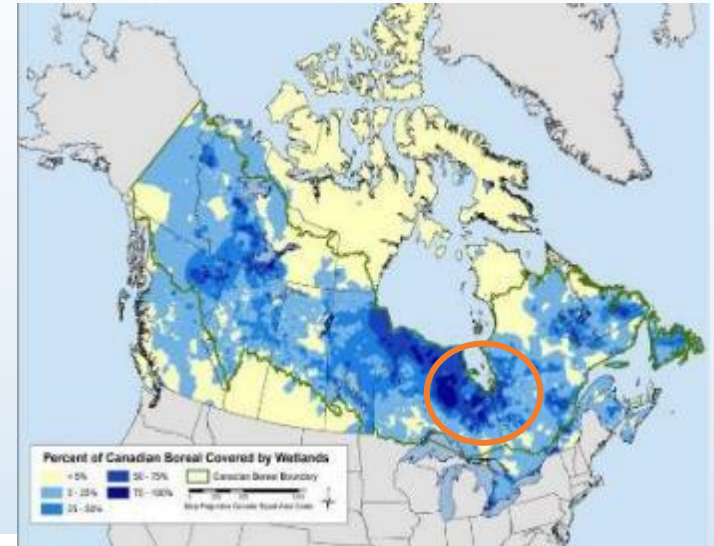 Percent of Canadian Boreal Covered by Wetlands
< 5%
50 - 75%
Canadian Boreal Boundary
5 - 25%
75 - 100%
25 - 50%